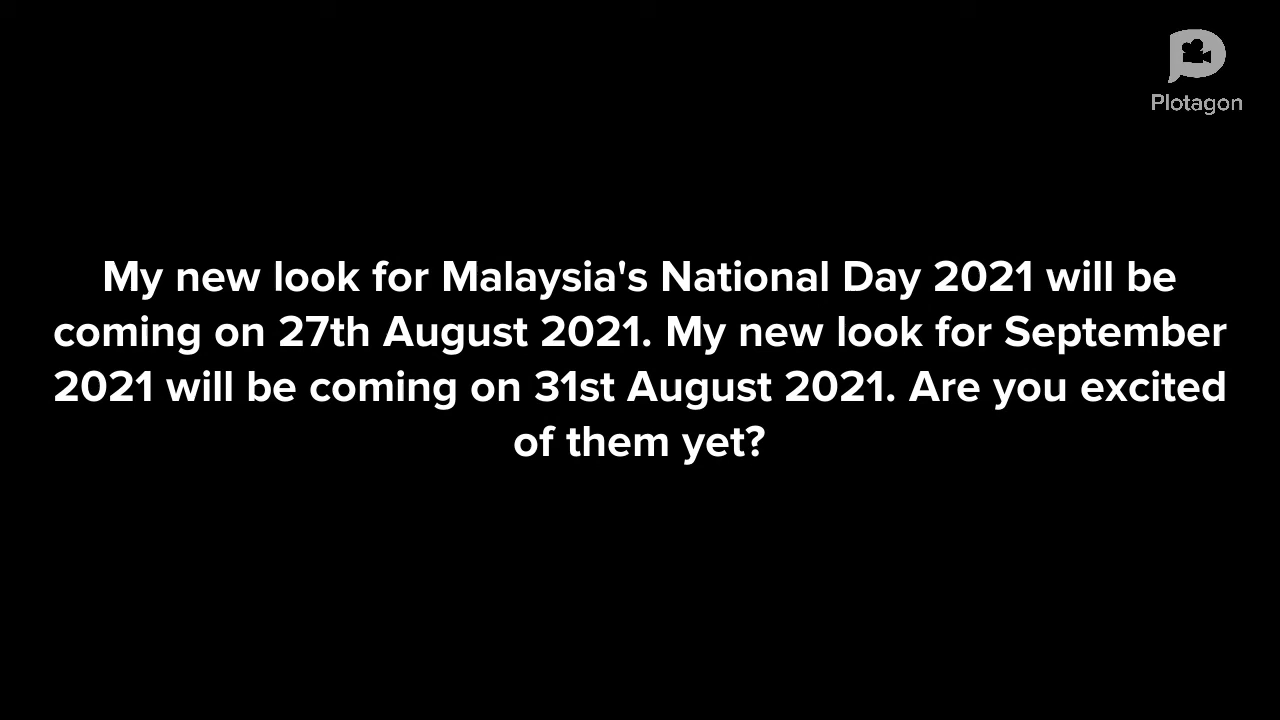 Plotagon
My new look for Malaysia's National Day 2021 will be
coming on 27th August 2021. My new look for September
2021 will be coming on 31st August 2021. Are you excited
of them yet?